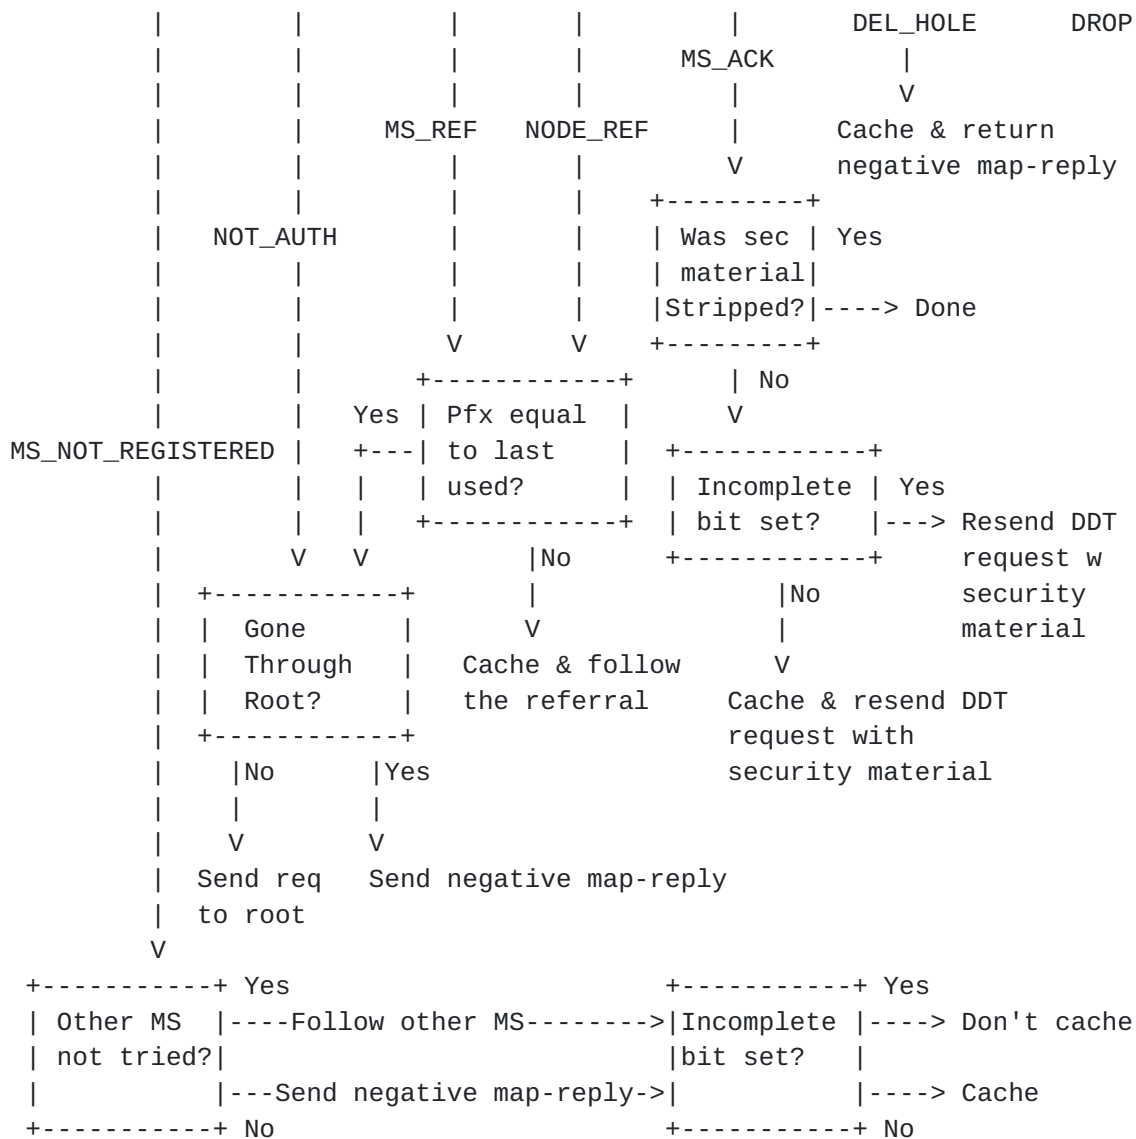 |        |         |       |         |       DEL_HOLE      DROP
            |        |         |       |      MS_ACK        |
            |        |         |       |         |          V
            |        |     MS_REF   NODE_REF     |      Cache & return
            |        |         |       |         V      negative map-reply
            |        |         |       |    +---------+
            |   NOT_AUTH       |       |    | Was sec | Yes
            |        |         |       |    | material|
            |        |         |       |    |Stripped?|----> Done
            |        |         V       V    +---------+
            |        |       +------------+      | No
            |        |   Yes | Pfx equal  |      V
MS_NOT_REGISTERED |   +---| to last    |  +------------+
            |        |   |   | used?      |  | Incomplete | Yes
            |        |   |   +------------+  | bit set?   |---> Resend DDT
            |        V   V          |No      +------------+     request w
            |  +------------+       |               |No         security
            |  |  Gone      |       V               |           material
            |  |  Through   |   Cache & follow      V
            |  |  Root?     |   the referral   Cache & resend DDT
            |  +------------+                  request with
            |    |No      |Yes                 security material
            |    |        |
            |    V        V
            |  Send req   Send negative map-reply
            |  to root
            V
 +-----------+ Yes                        +-----------+ Yes
 | Other MS  |----Follow other MS-------->|Incomplete |----> Don't cache
 | not tried?|                            |bit set?   |
 |           |---Send negative map-reply->|           |----> Cache
 +-----------+ No                         +-----------+ No